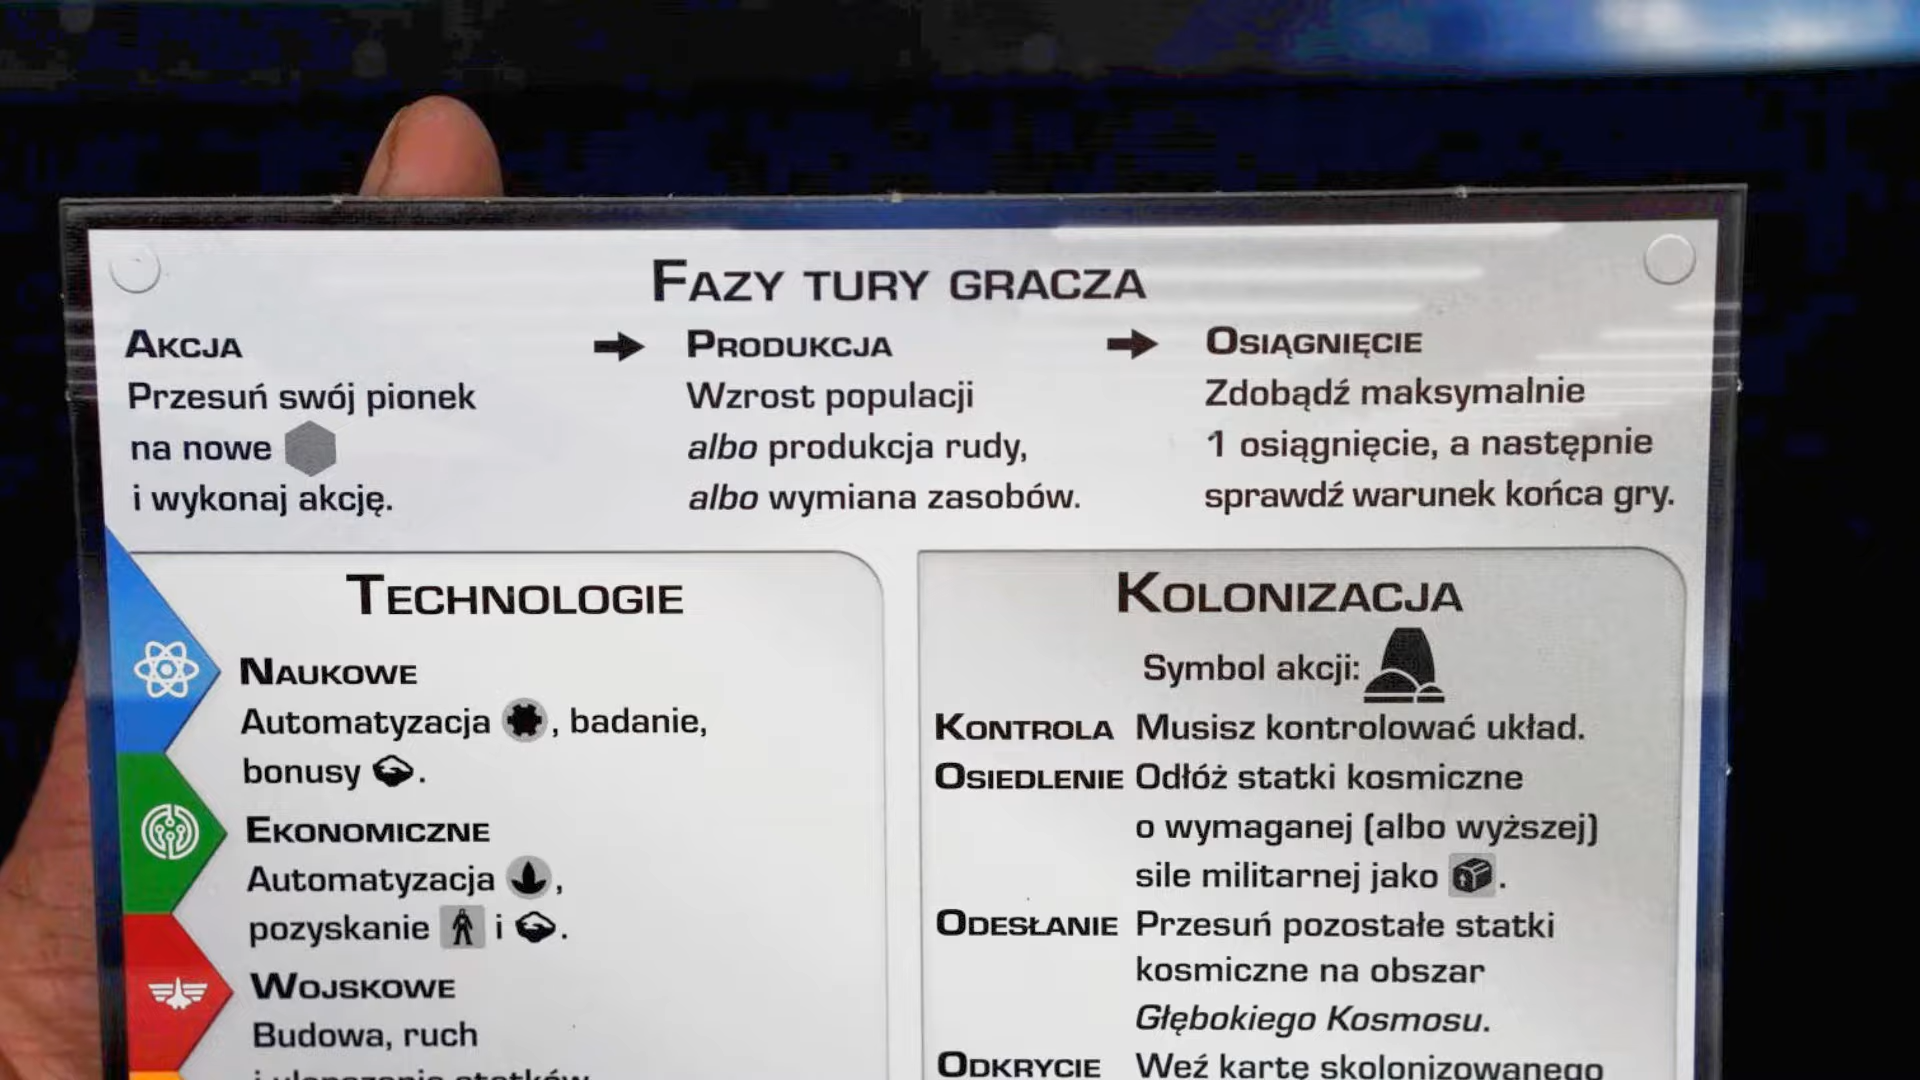 FAZY TURY GRACZA
AKCJA
Przesuń swój pionek
na nowe
i wykonaj akcję.
PRODUKCJA
Wzrost populacji
albo produkcja rudy,
albo wymiana zasobów.
OSIĄGNIĘCIE
Zdobądź maksymalnie
1 osiągnięcie, a następnie
sprawdź warunek końca gry.
TECHNOLOGIE
NAUKOWE
Automatyzacja , badanie,
bonusy .
EKONOMICZNE
Automatyzacja ,
pozyskanie i .
WOJSKOWE
Budowa, ruch
i ulepszenie statków
KOLONIZACJA
Symbol akcji:
KONTROLA Musisz kontrolować układ.
OSIEDLENIE Odłóż statki kosmiczne
o wymaganej (albo wyższej)
sile militarnej jako .
ODESŁANIE Przesuń pozostałe statki
kosmiczne na obszar
Głębokiego Kosmosu.
ODKRYCIE Weź kartę skolonizowanego